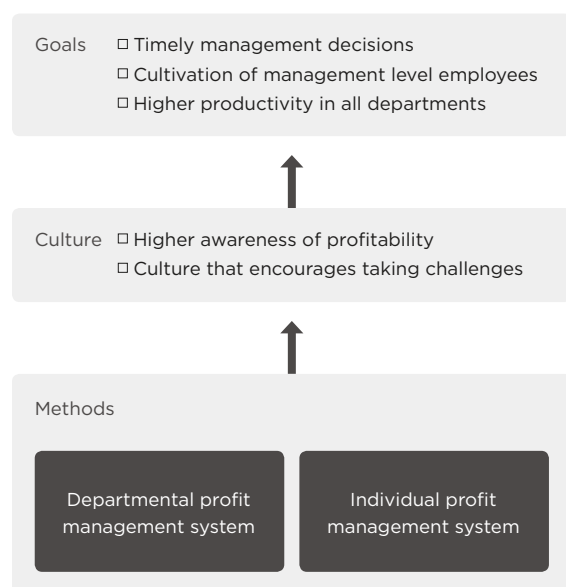 Goals □ Timely management decisions
□ Cultivation of management level employees
□ Higher productivity in all departments
Culture □ Higher awareness of profitability
□ Culture that encourages taking challenges
Methods
Departmental profit
management system
Individual profit
management system